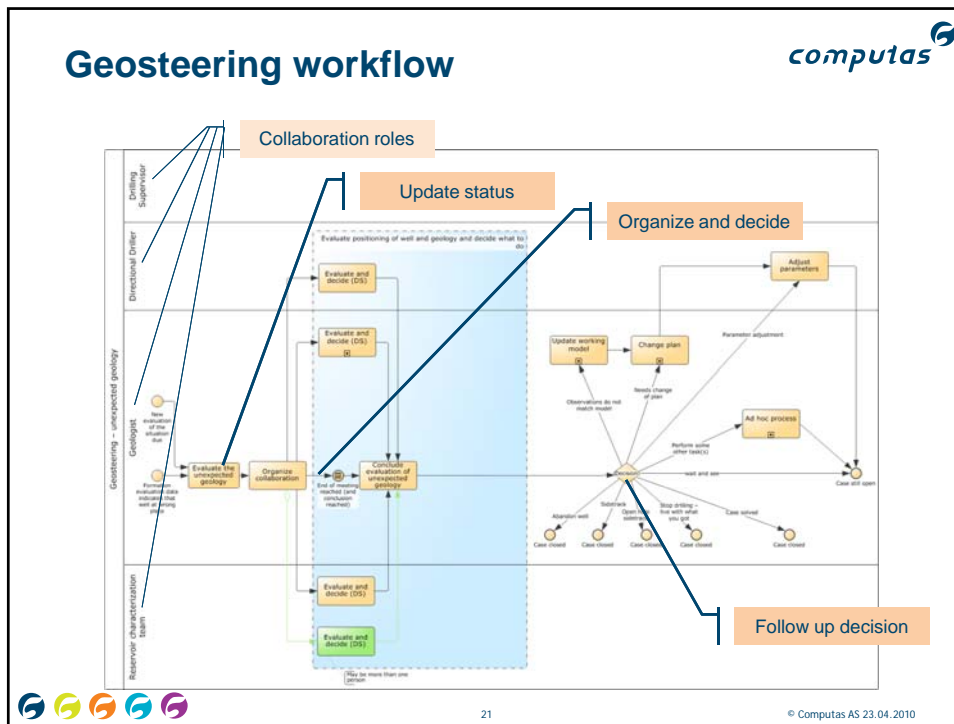 Geosteering workflow
computas
Collaboration roles
Update status
Organize and decide
Follow up decision
Geosteering – unexpected geology
Drilling
Supervisor
Directional Driller
Geologist
Reservoir characterization
team
Evaluate positioning of well and geology and decide what to
do
Evaluate and
decide (DS)
Evaluate and
decide (DS)
New
evaluation
of the
situation
due
Formation
evaluation data
indicates that
well at wrong
place
Evaluate the
unexpected
geology
Organize
collaboration
End of meeting
reached (and
conclusion
reached)
Conclude
evaluation of
unexpected
geology
Evaluate and
decide (DS)
Evaluate and
decide (DS)
May be more than one
person
Adjust
parameters
Parameter adjustment
Update working
model
Change plan
Observations do not
match model
Needs change
of plan
Ad hoc process
Perform some
other task(s)
Decision
wait and
Case still open
Abandon well
Sidetrack
Open
sidetrack
Stop drilling –
live with what
you got
Case solved
Case closed
Case closed
Case closed
Case closed
Case closed
21
© Computas AS 23.04.2010